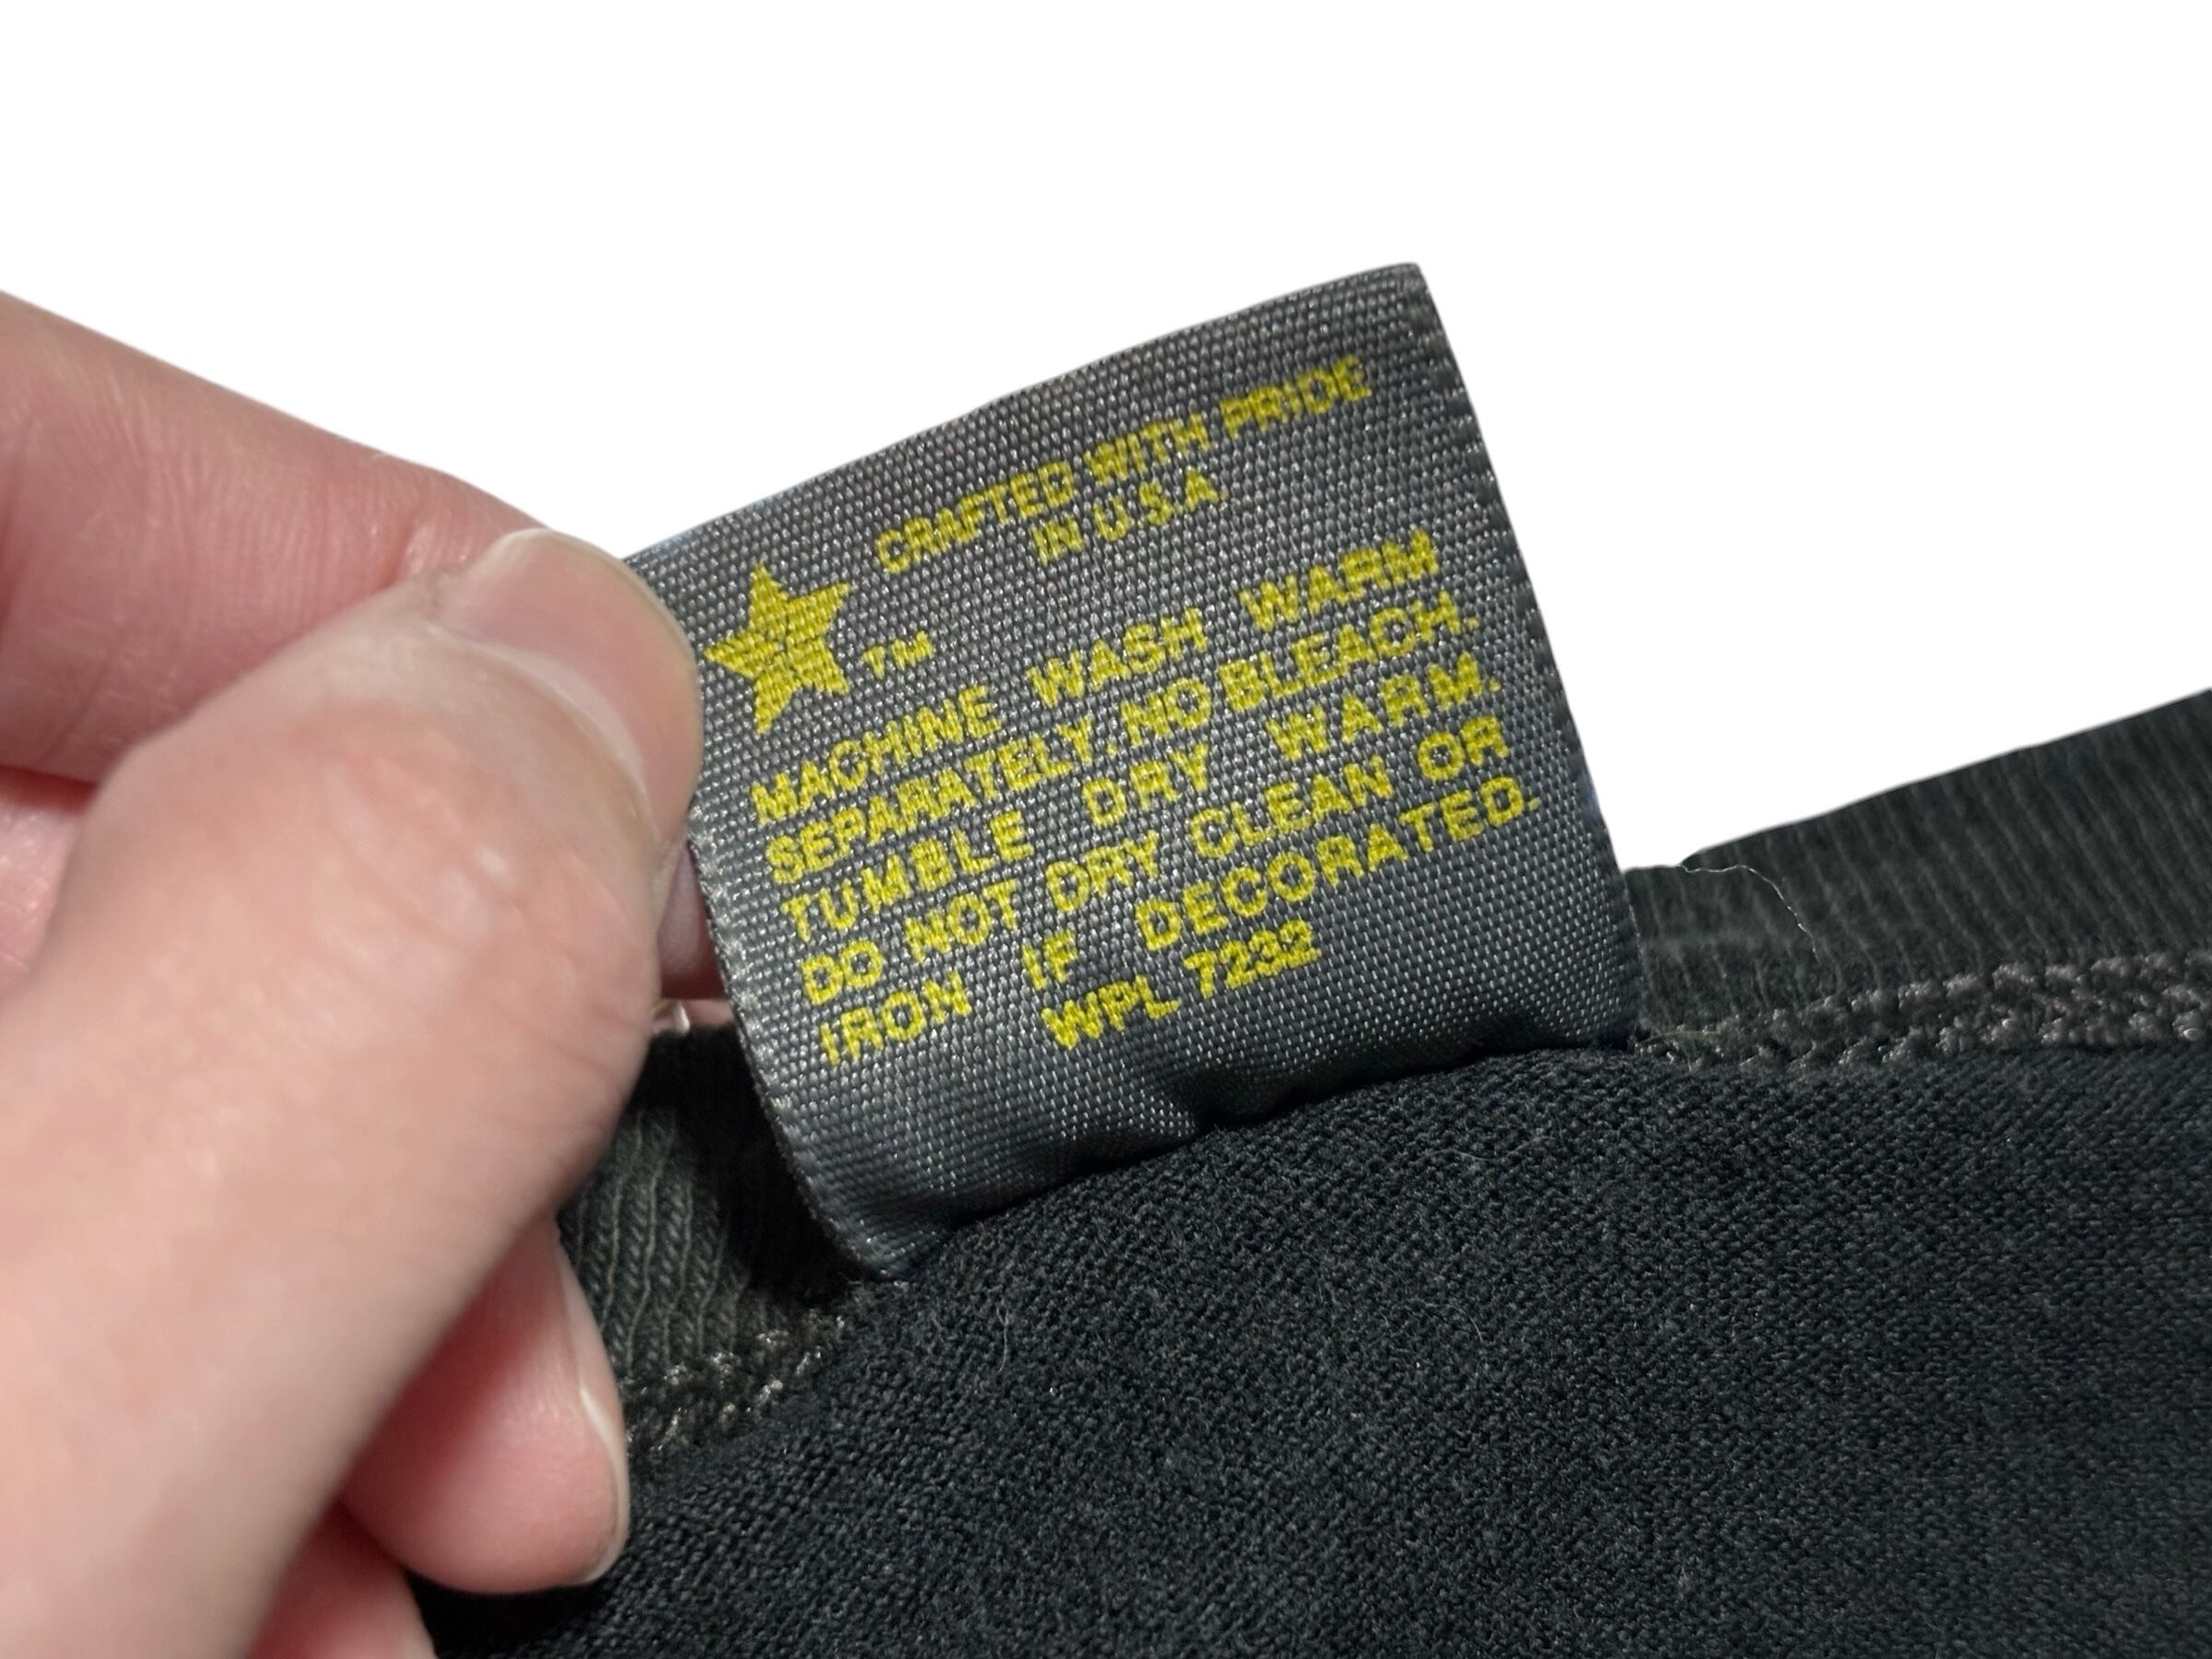 CRAFTED WITH PRIDE
IN U.S.A.
TM
MACHINE WASH WARM
SEPARATELY. NO BLEACH.
TUMBLE DRY WARM.
DO NOT DRY CLEAN OR
IRON IF DECORATED.
WPL 7232